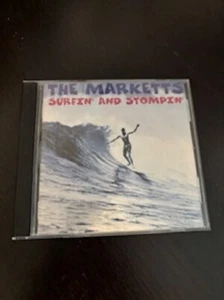 THE MARKETTS
SURFIN' AND STOMPIN'